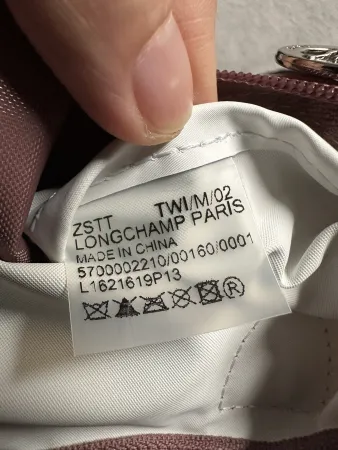 ZSTT TWI/M/02
LONGCHAMP PARIS
MADE IN CHINA
5700002210/00160/0001
L1621619P13
®